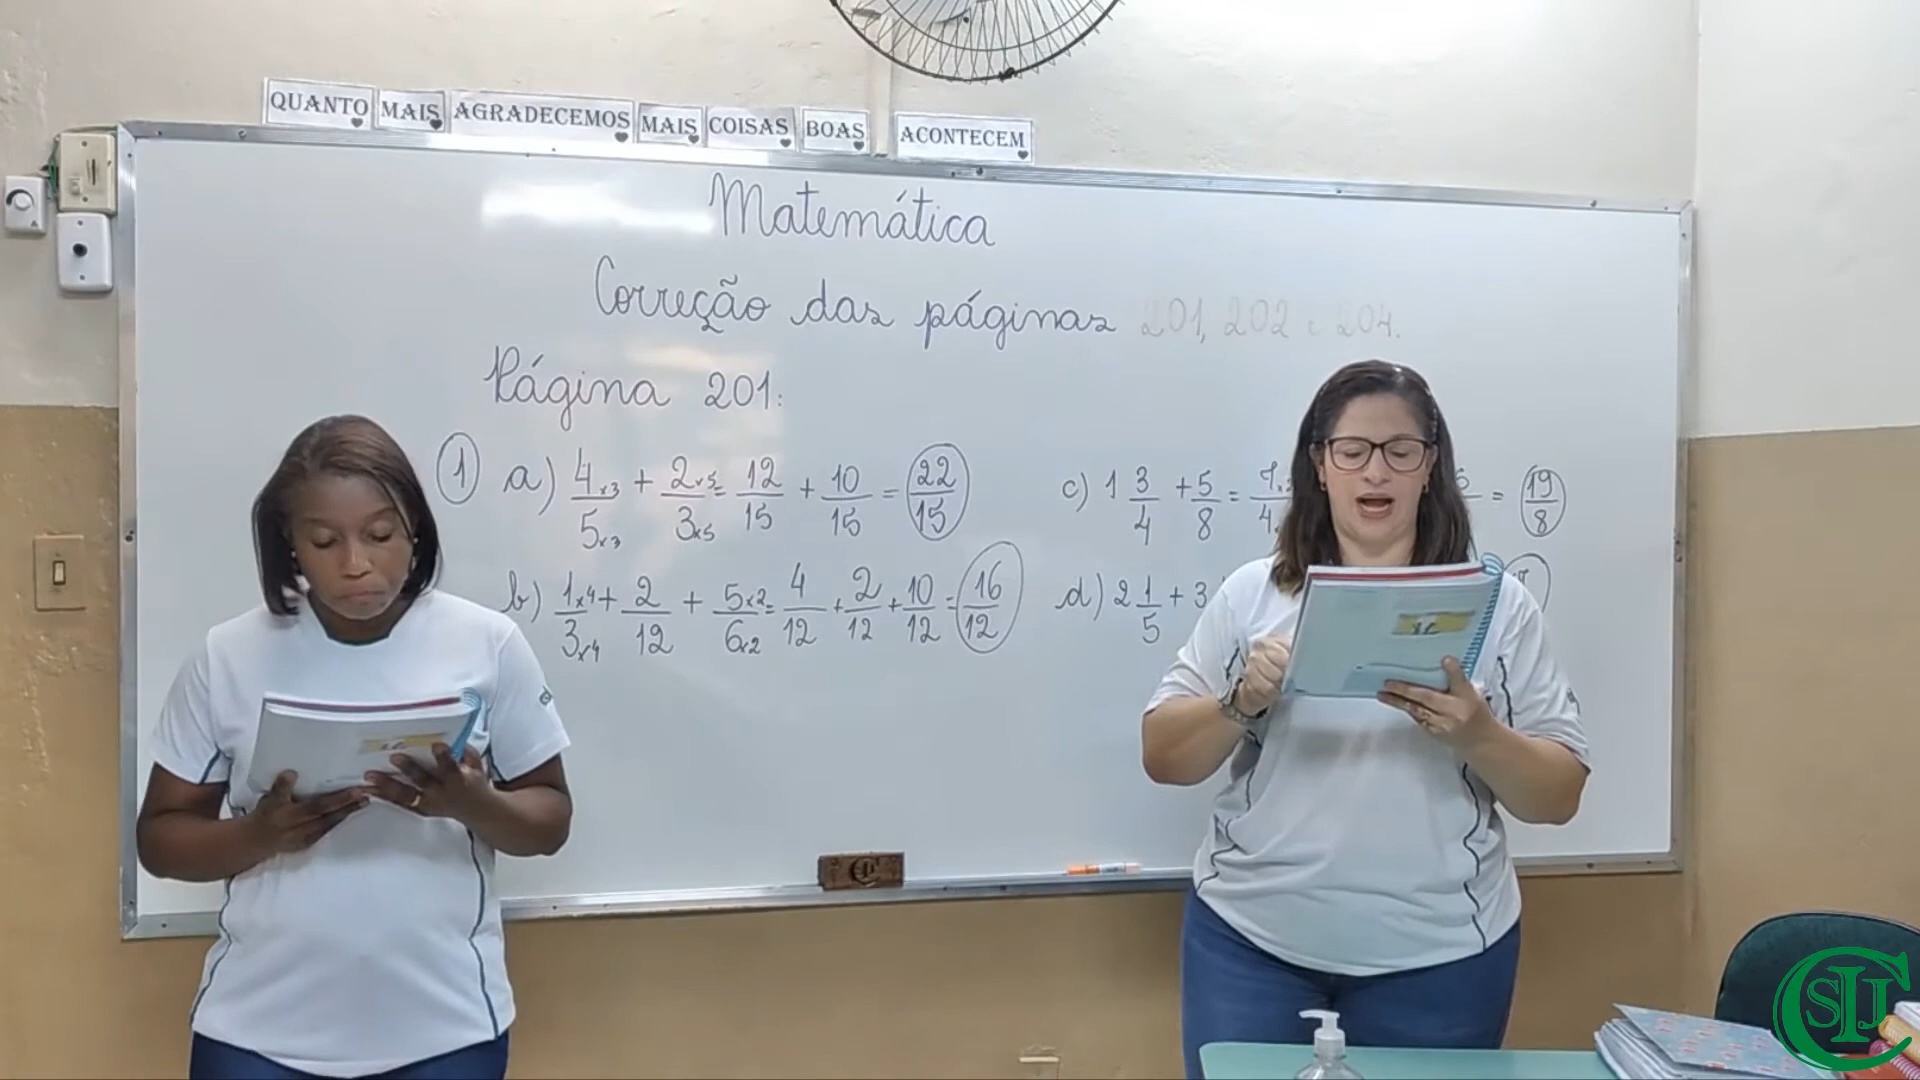 QUANTO MAIS AGRADECEMOS MAIS COISAS BOAS ACONTECEM
Matemática
Correção das páginas 201, 202 e 204.
Página 201:
1 a) 4x3/5x3 + 2x5/3x5 = 12/15 + 10/15 = 22/15
b) 1x4/3x4 + 2/12 + 5x2/6x2 = 4/12 + 2/12 + 10/12 = 16/12
c) 1 3/4 + 5/8 = = 19/8
d) 2 1/5 + 3
CSIJ